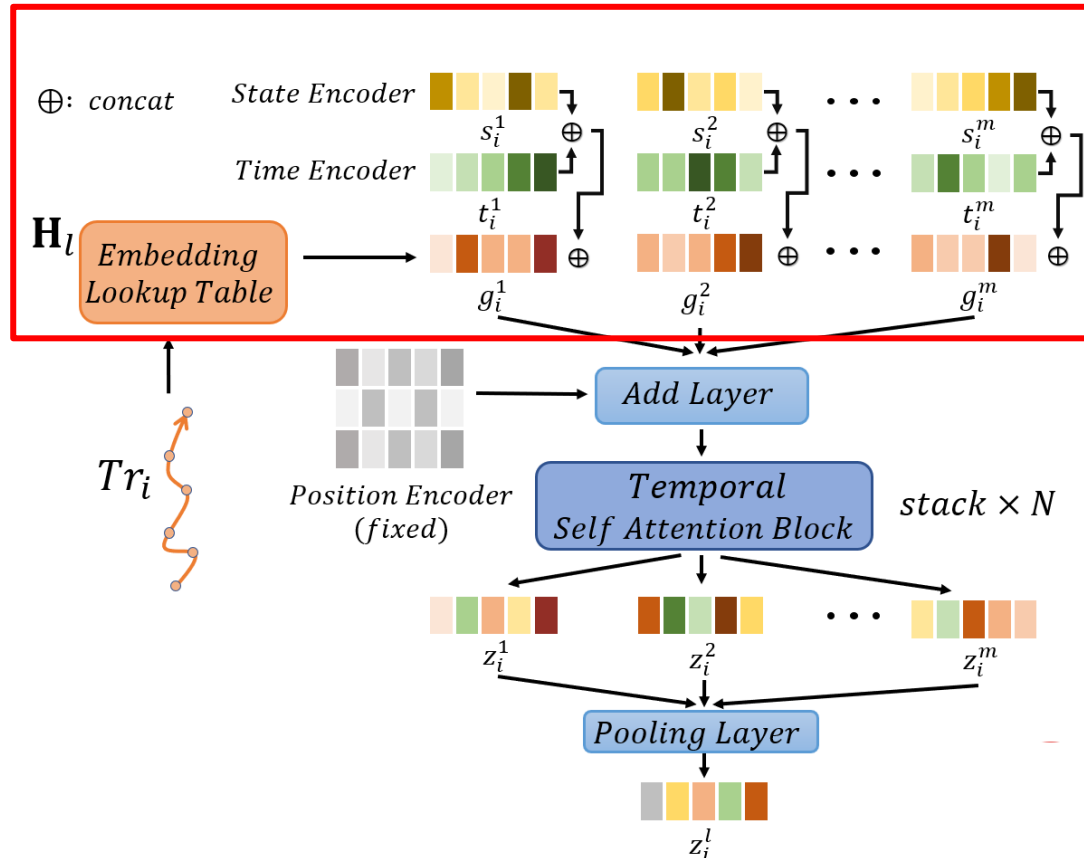 ⊕: concat
State Encoder
s_i^1 s_i^2 s_i^m
Time Encoder
t_i^1 t_i^2 t_i^m
H_l
Embedding
Lookup Table
g_i^1 g_i^2 g_i^m
Add Layer
Tr_i
Position Encoder
(fixed)
Temporal
Self Attention Block
stack × N
z_i^1 z_i^2 z_i^m
Pooling Layer
z_i^l